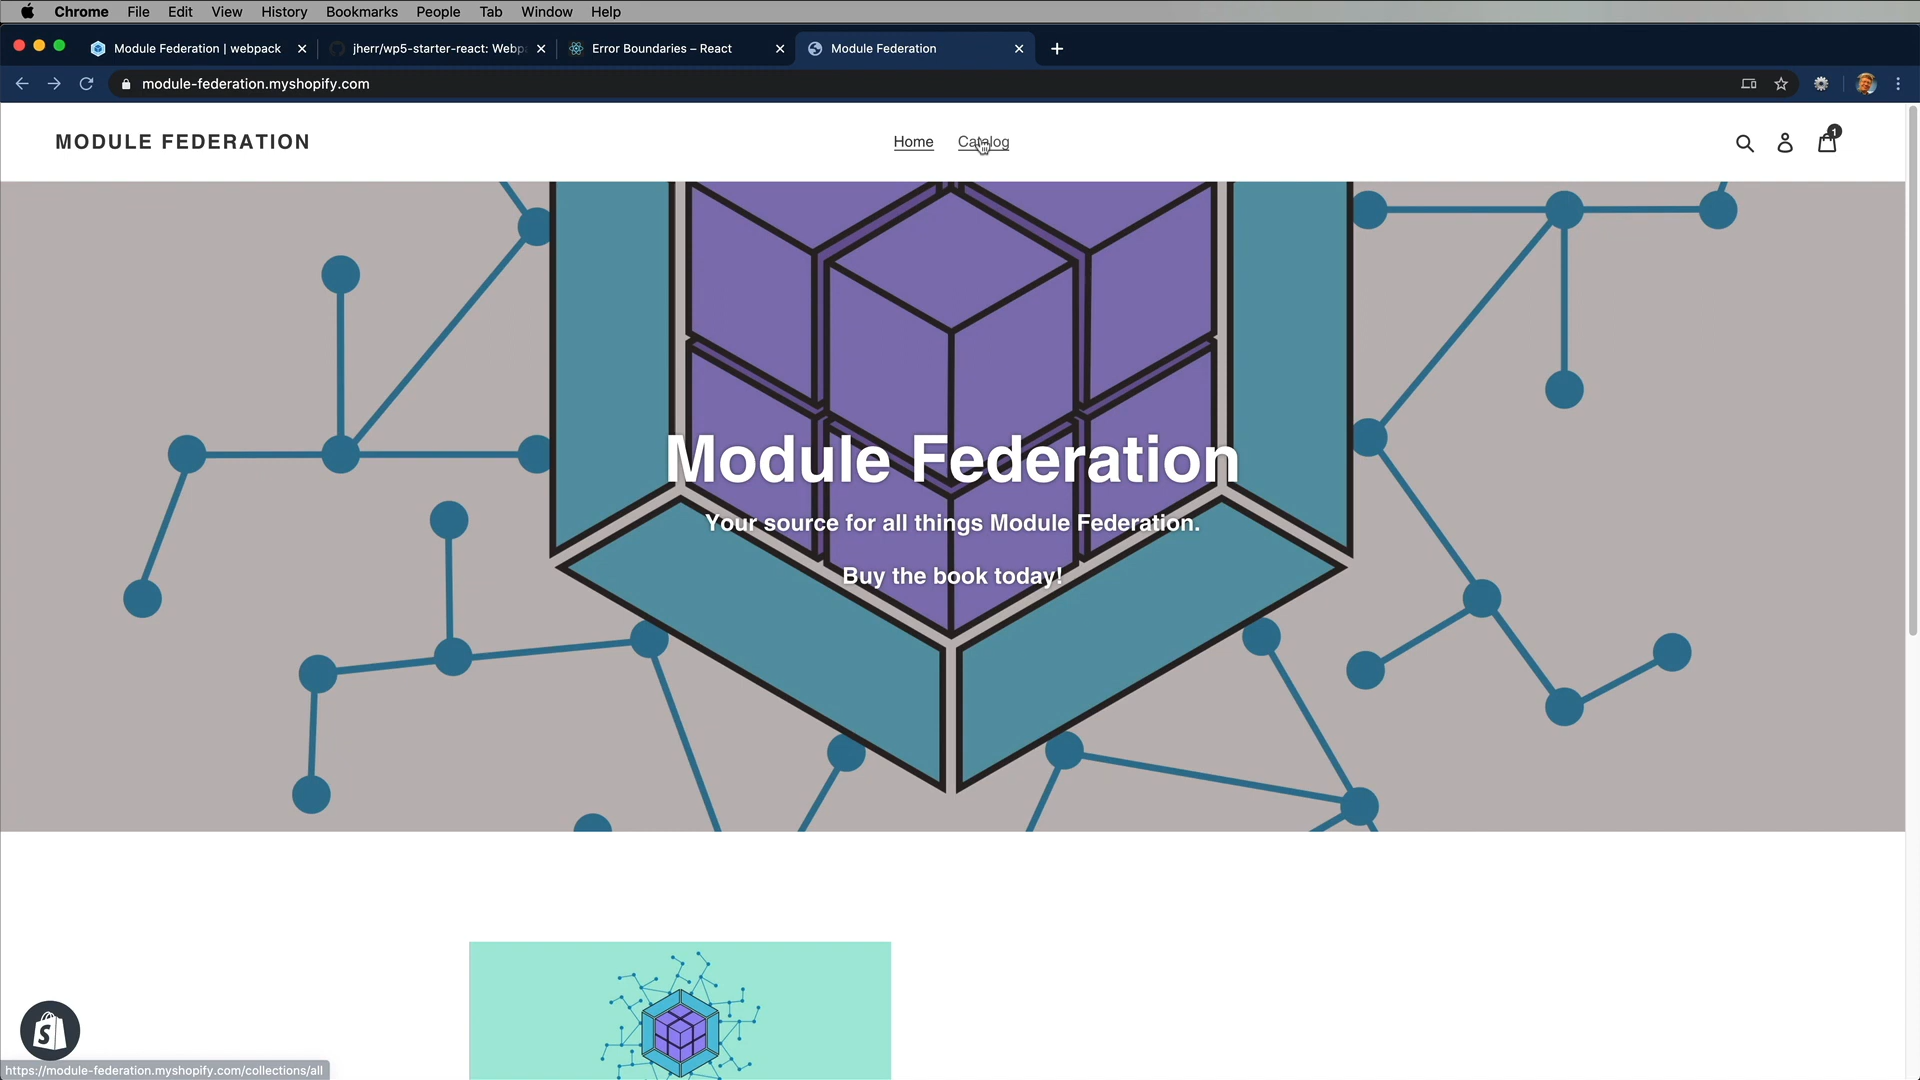 Chrome File Edit View History Bookmarks People Tab Window Help
Module Federation | webpack
jherr/wp5-starter-react: Webp
Error Boundaries – React
Module Federation
module-federation.myshopify.com
MODULE FEDERATION
Home
Catalog
1
Module Federation
Your source for all things Module Federation.
Buy the book today!
S
https://module-federation.myshopify.com/collections/all